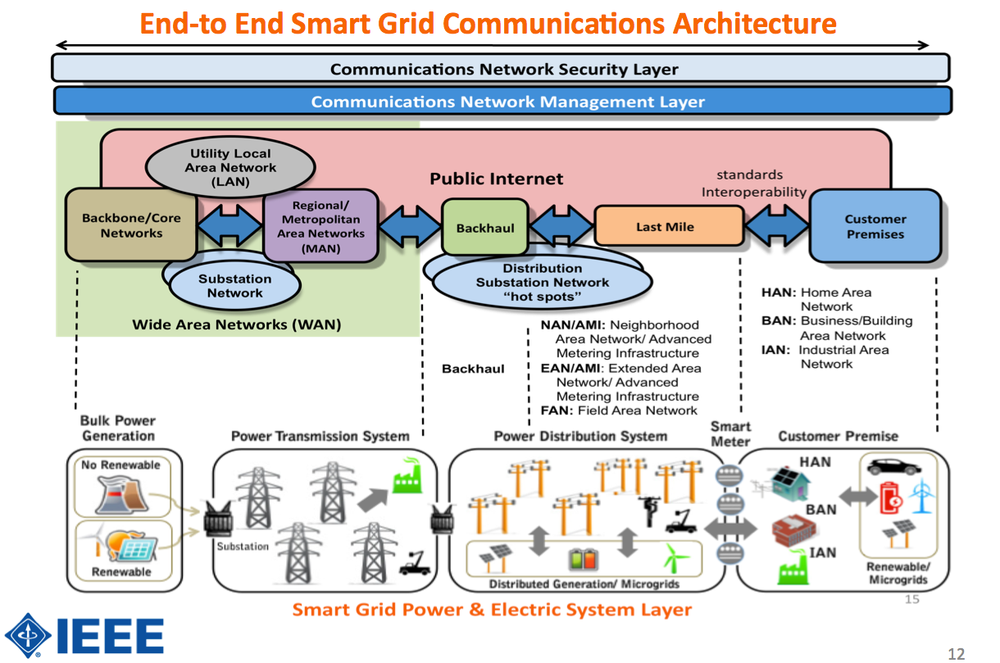 End-to End Smart Grid Communications Architecture
Communications Network Security Layer
Communications Network Management Layer
Utility Local
Area Network
(LAN)
Public Internet
standards
Interoperability
Backbone/Core
Networks
Regional/
Metropolitan
Area Networks
(MAN)
Backhaul
Last Mile
Customer
Premises
Substation
Network
Distribution
Substation Network
“hot spots”
Wide Area Networks (WAN)
Backhaul
NAN/AMI: Neighborhood
Area Network/ Advanced
Metering Infrastructure
EAN/AMI: Extended Area
Network/ Advanced
Metering Infrastructure
FAN: Field Area Network
HAN: Home Area
Network
BAN: Business/Building
Area Network
IAN: Industrial Area
Network
Bulk Power
Generation
Power Transmission System
Power Distribution System
Smart
Meter
Customer Premise
No Renewable
Renewable
Substation
Distributed Generation/ Microgrids
HAN
BAN
IAN
Renewable/
Microgrids
15
Smart Grid Power & Electric System Layer
IEEE
12